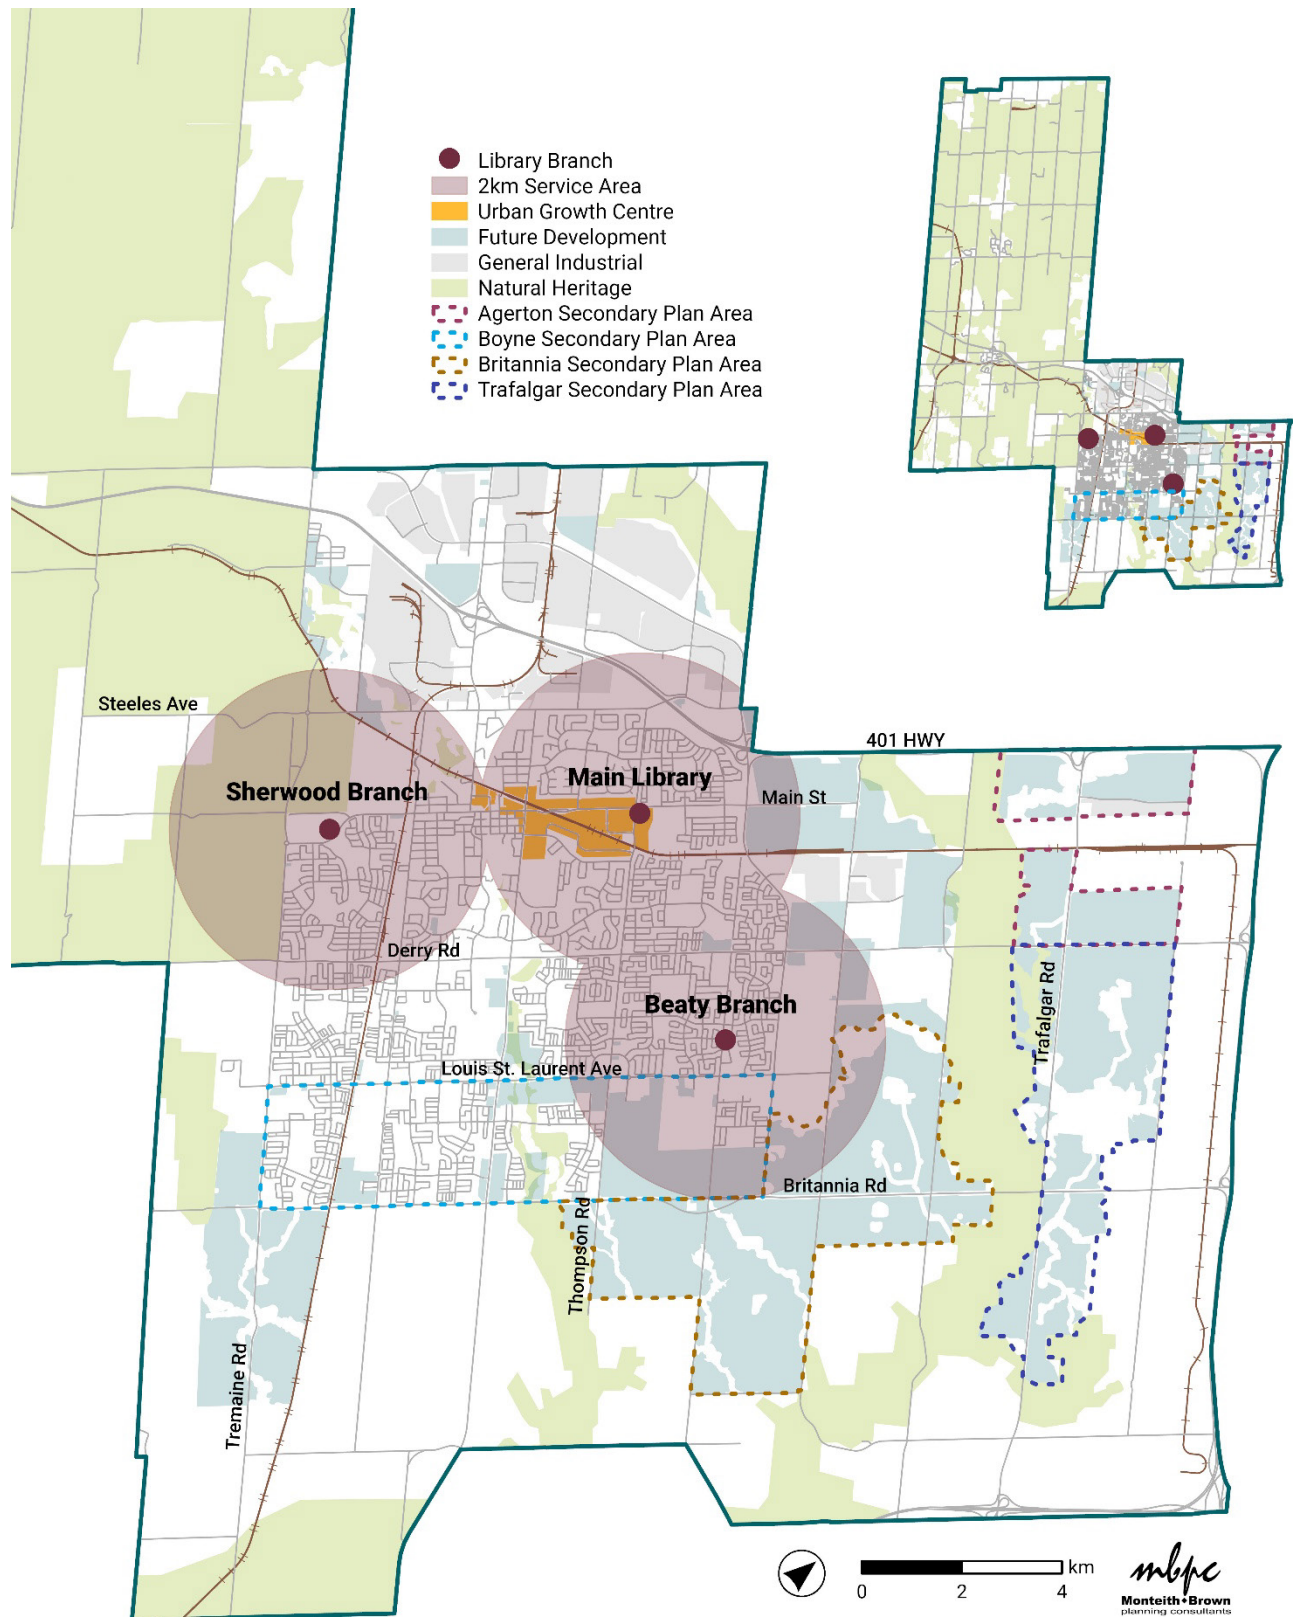 Library Branch
2km Service Area
Urban Growth Centre
Future Development
General Industrial
Natural Heritage
Agerton Secondary Plan Area
Boyne Secondary Plan Area
Britannia Secondary Plan Area
Trafalgar Secondary Plan Area
Steeles Ave
401 HWY
Sherwood Branch
Main Library
Main St
Derry Rd
Beaty Branch
Trafalgar Rd
Louis St. Laurent Ave
Britannia Rd
Thompson Rd
Tremaine Rd
km
0 2 4
mbpc
Monteith•Brown
planning consultants